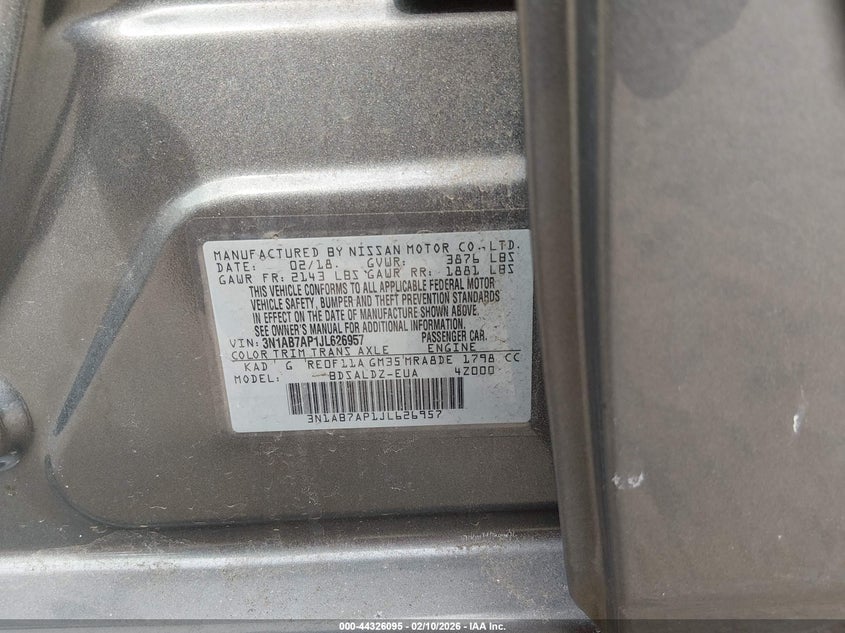 MANUFACTURED BY NISSAN MOTOR CO.,LTD.
DATE: 02/18 GVWR: 3876 LBS
GAWR FR: 2143 LBS GAWR RR: 1881 LBS
THIS VEHICLE CONFORMS TO ALL APPLICABLE FEDERAL MOTOR
VEHICLE SAFETY, BUMPER AND THEFT PREVENTION STANDARDS
IN EFFECT ON THE DATE OF MANUFACTURE SHOWN ABOVE.
SEE OWNER'S MANUAL FOR ADDITIONAL INFORMATION.
VIN: 3N1AB7AP1JL626957 PASSENGER CAR.
COLOR TRIM TRANS AXLE ENGINE
KAD G RE0F11A GM35 MRA8DE 1798 CC
MODEL: BDSALDZ-EUA 4Z000
3N1AB7AP1JL626957
000-44326095 - 02/10/2026 - IAA Inc.